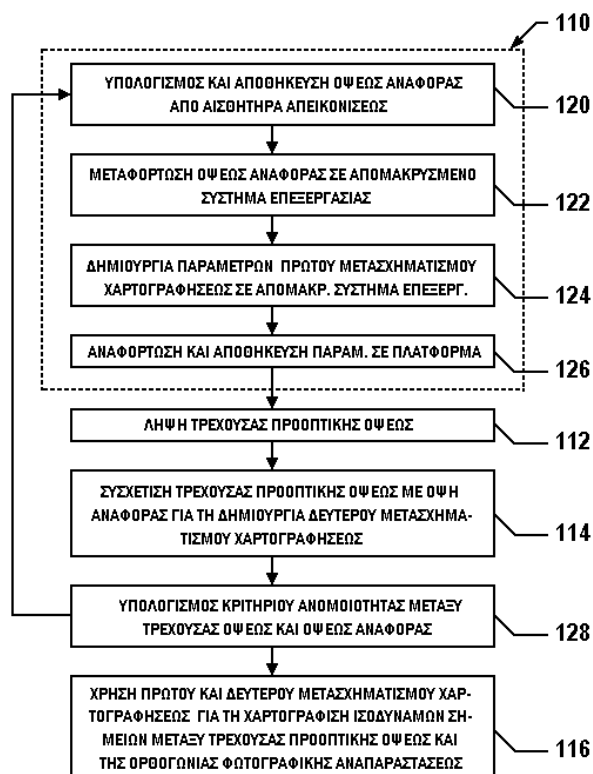 110
ΥΠΟΛΟΓΙΣΜΟΣ ΚΑΙ ΑΠΟΘΗΚΕΥΣΗ ΟΨΕΩΣ ΑΝΑΦΟΡΑΣ
ΑΠΟ ΑΙΣΘΗΤΗΡΑ ΑΠΕΙΚΟΝΙΣΕΩΣ
120
ΜΕΤΑΦΟΡΤΩΣΗ ΟΨΕΩΣ ΑΝΑΦΟΡΑΣ ΣΕ ΑΠΟΜΑΚΡΥΣΜΕΝΟ
ΣΥΣΤΗΜΑ ΕΠΕΞΕΡΓΑΣΙΑΣ
122
ΔΗΜΙΟΥΡΓΙΑ ΠΑΡΑΜΕΤΡΩΝ ΠΡΩΤΟΥ ΜΕΤΑΣΧΗΜΑΤΙΣΜΟΥ
ΧΑΡΤΟΓΡΑΦΗΣΕΩΣ ΣΕ ΑΠΟΜΑΚΡ. ΣΥΣΤΗΜΑ ΕΠΕΞΕΡΓ.
124
ΑΝΑΦΟΡΤΩΣΗ ΚΑΙ ΑΠΟΘΗΚΕΥΣΗ ΠΑΡΑΜ. ΣΕ ΠΛΑΤΦΟΡΜΑ
126
ΛΗΨΗ ΤΡΕΧΟΥΣΑΣ ΠΡΟΟΠΤΙΚΗΣ ΟΨΕΩΣ
112
ΣΥΣΧΕΤΙΣΗ ΤΡΕΧΟΥΣΑΣ ΠΡΟΟΠΤΙΚΗΣ ΟΨΕΩΣ ΜΕ ΟΨΗ
ΑΝΑΦΟΡΑΣ ΓΙΑ ΤΗ ΔΗΜΙΟΥΡΓΙΑ ΔΕΥΤΕΡΟΥ ΜΕΤΑΣΧΗΜΑ-
ΤΙΣΜΟΥ ΧΑΡΤΟΓΡΑΦΗΣΕΩΣ
114
ΥΠΟΛΟΓΙΣΜΟΣ ΚΡΙΤΗΡΙΟΥ ΑΝΟΜΟΙΟΤΗΤΑΣ ΜΕΤΑΞΥ
ΤΡΕΧΟΥΣΑΣ ΟΨΕΩΣ ΚΑΙ ΟΨΕΩΣ ΑΝΑΦΟΡΑΣ
128
ΧΡΗΣΗ ΠΡΩΤΟΥ ΚΑΙ ΔΕΥΤΕΡΟΥ ΜΕΤΑΣΧΗΜΑΤΙΣΜΟΥ ΧΑΡ-
ΤΟΓΡΑΦΗΣΕΩΣ ΓΙΑ ΤΗ ΧΑΡΤΟΓΡΑΦΙΣΗ ΙΣΟΔΥΝΑΜΩΝ ΣΗ-
ΜΕΙΩΝ ΜΕΤΑΞΥ ΤΡΕΧΟΥΣΑΣ ΠΡΟΟΠΤΙΚΗΣ ΟΨΕΩΣ ΚΑΙ
ΤΗΣ ΟΡΘΟΓΩΝΙΑΣ ΦΩΤΟΓΡΑΦΙΚΗΣ ΑΝΑΠΑΡΑΣΤΑΣΕΩΣ
116